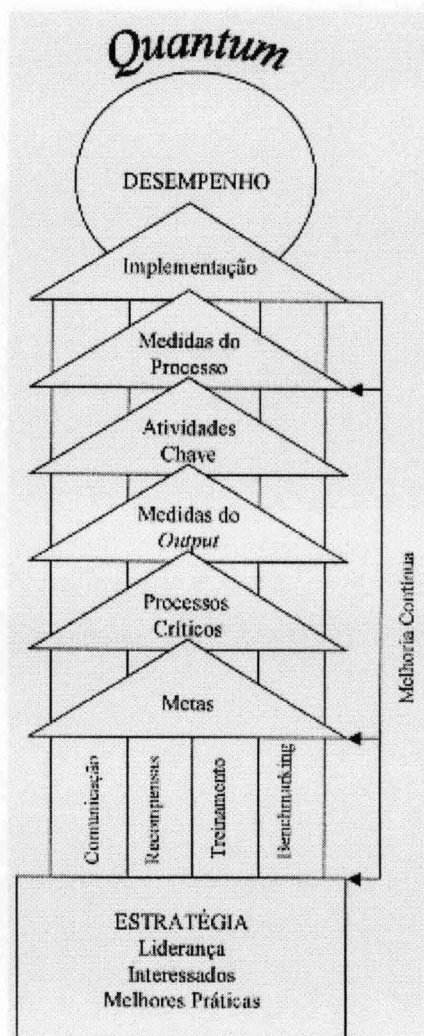 Quantum
DESEMPENHO
Implementação
Medidas do
Processo
Atividades
Chave
Medidas do
Output
Processos
Críticos
Metas
Comunicação
Recompensas
Treinamento
Benchmarking
Melhoria Contínua
ESTRATÉGIA
Liderança
Interessados
Melhores Práticas